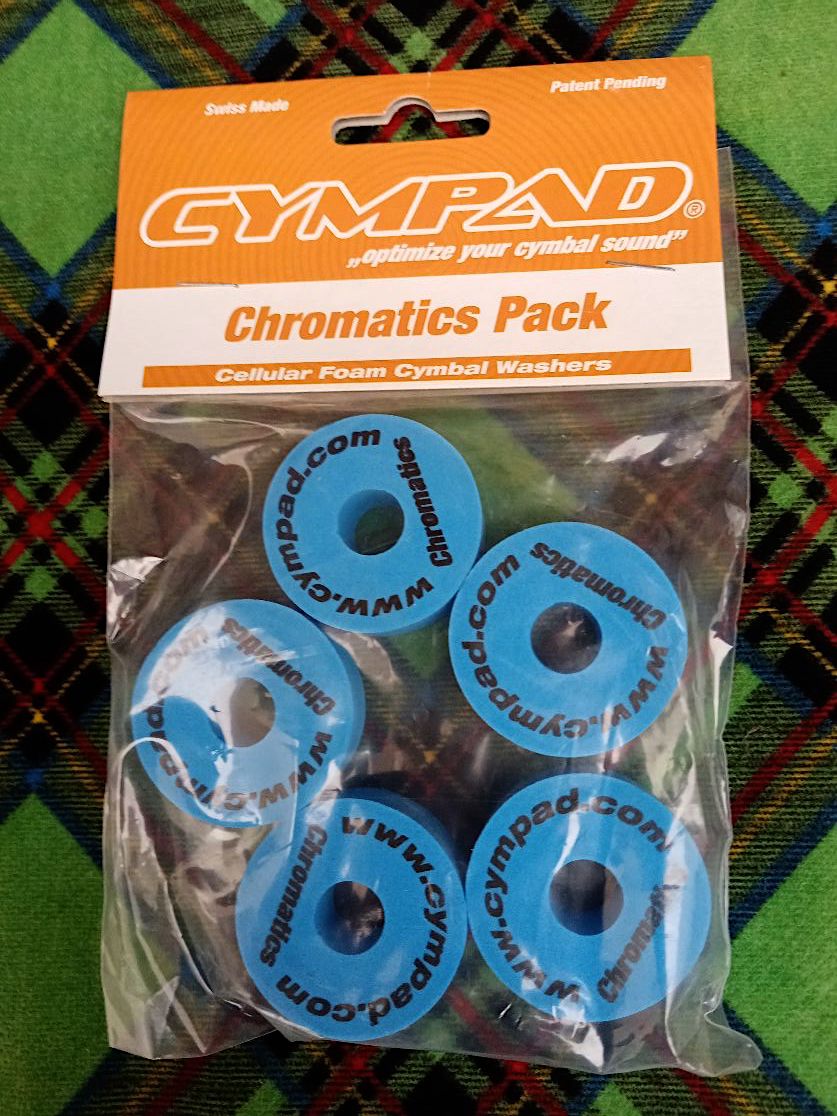 Swiss Made
Patent Pending
CYMPAD®
„optimize your cymbal sound”
Chromatics Pack
Cellular Foam Cymbal Washers
www.cympad.com
Chromatics
www.cympad.com
Chromatics
www.cympad.com
Chromatics
www.cympad.com
Chromatics
www.cympad.com
Chromatics